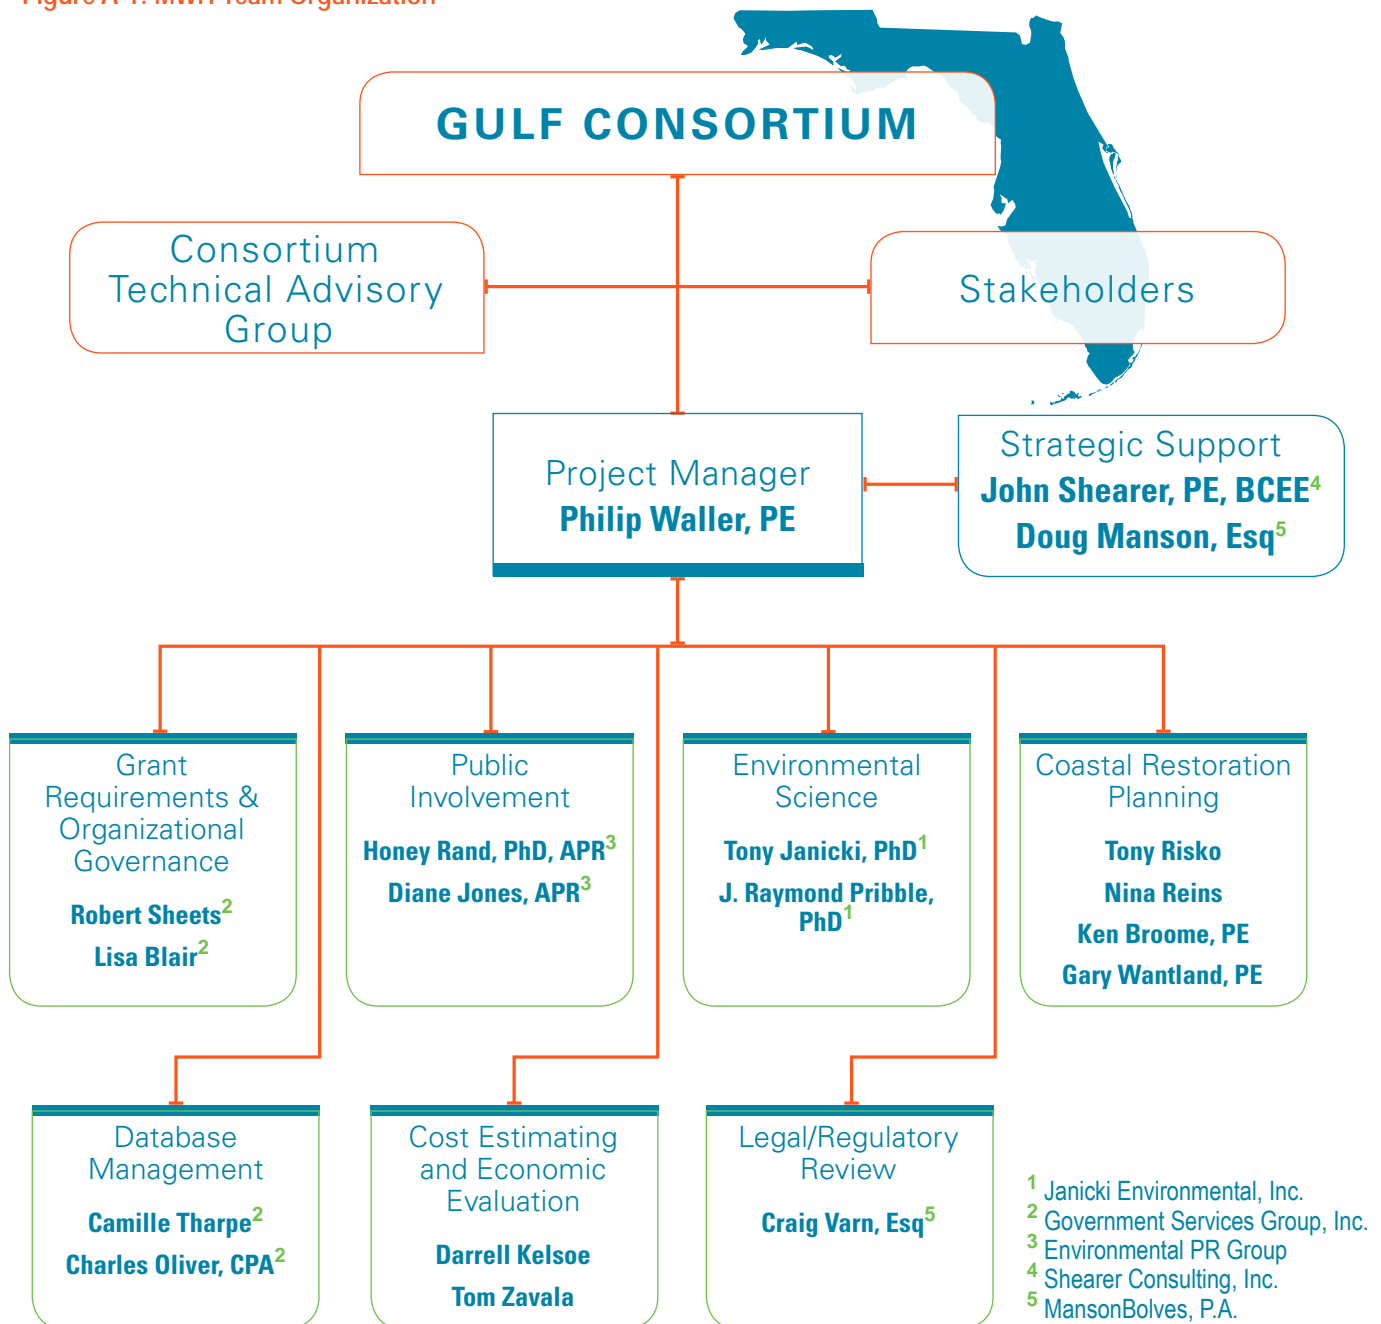 Figure A-1. MWH Team Organization
GULF CONSORTIUM
Consortium
Technical Advisory
Group
Stakeholders
Project Manager
Philip Waller, PE
Strategic Support
John Shearer, PE, BCEE4
Doug Manson, Esq5
Grant
Requirements &
Organizational
Governance
Robert Sheets2
Lisa Blair2
Public
Involvement
Honey Rand, PhD, APR3
Diane Jones, APR3
Environmental
Science
Tony Janicki, PhD1
J. Raymond Pribble,
PhD1
Coastal Restoration
Planning
Tony Risko
Nina Reins
Ken Broome, PE
Gary Wantland, PE
Database
Management
Camille Tharpe2
Charles Oliver, CPA2
Cost Estimating
and Economic
Evaluation
Darrell Kelsoe
Tom Zavala
Legal/Regulatory
Review
Craig Varn, Esq5
1 Janicki Environmental, Inc.
2 Government Services Group, Inc.
3 Environmental PR Group
4 Shearer Consulting, Inc.
5 MansonBolves, P.A.